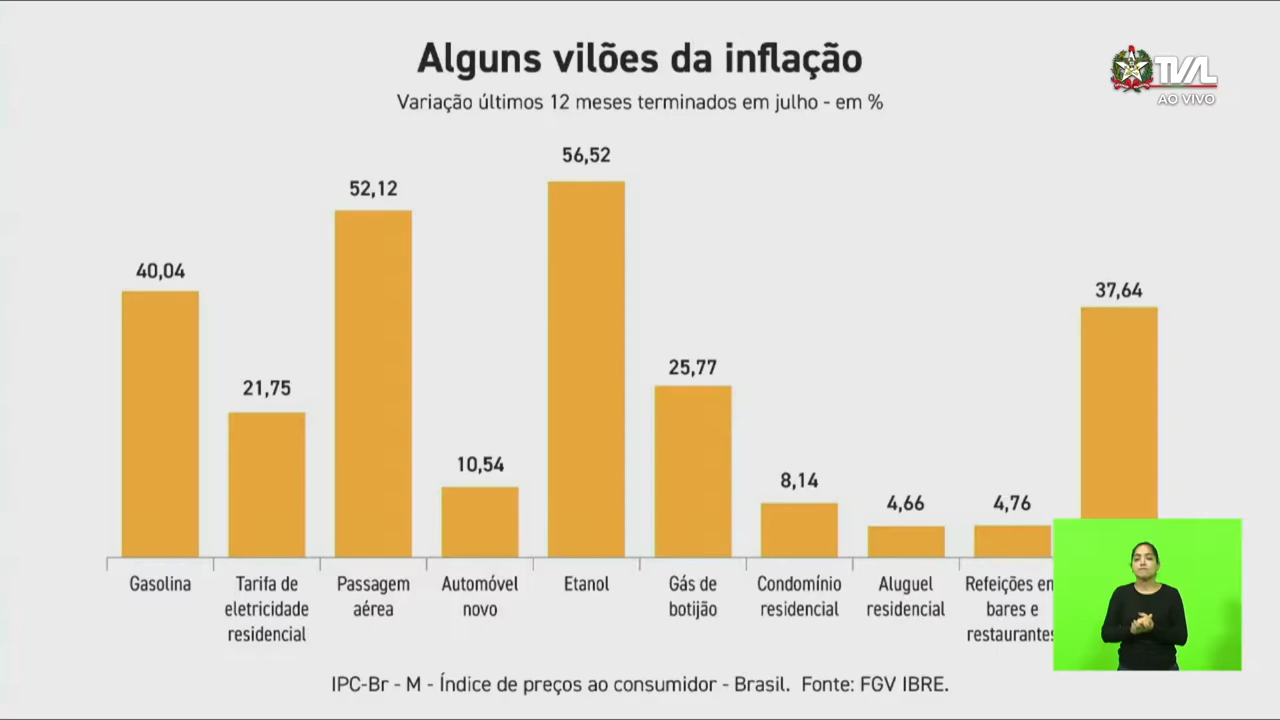 Alguns vilões da inflação
Variação últimos 12 meses terminados em julho - em %
TVAL
AO VIVO
40,04
21,75
52,12
10,54
56,52
25,77
8,14
4,66
4,76
37,64
Gasolina
Tarifa de
eletricidade
residencial
Passagem
aérea
Automóvel
novo
Etanol
Gás de
botijão
Condomínio
residencial
Aluguel
residencial
Refeições em
bares e
restaurantes
IPC-Br - M - Índice de preços ao consumidor - Brasil. Fonte: FGV IBRE.